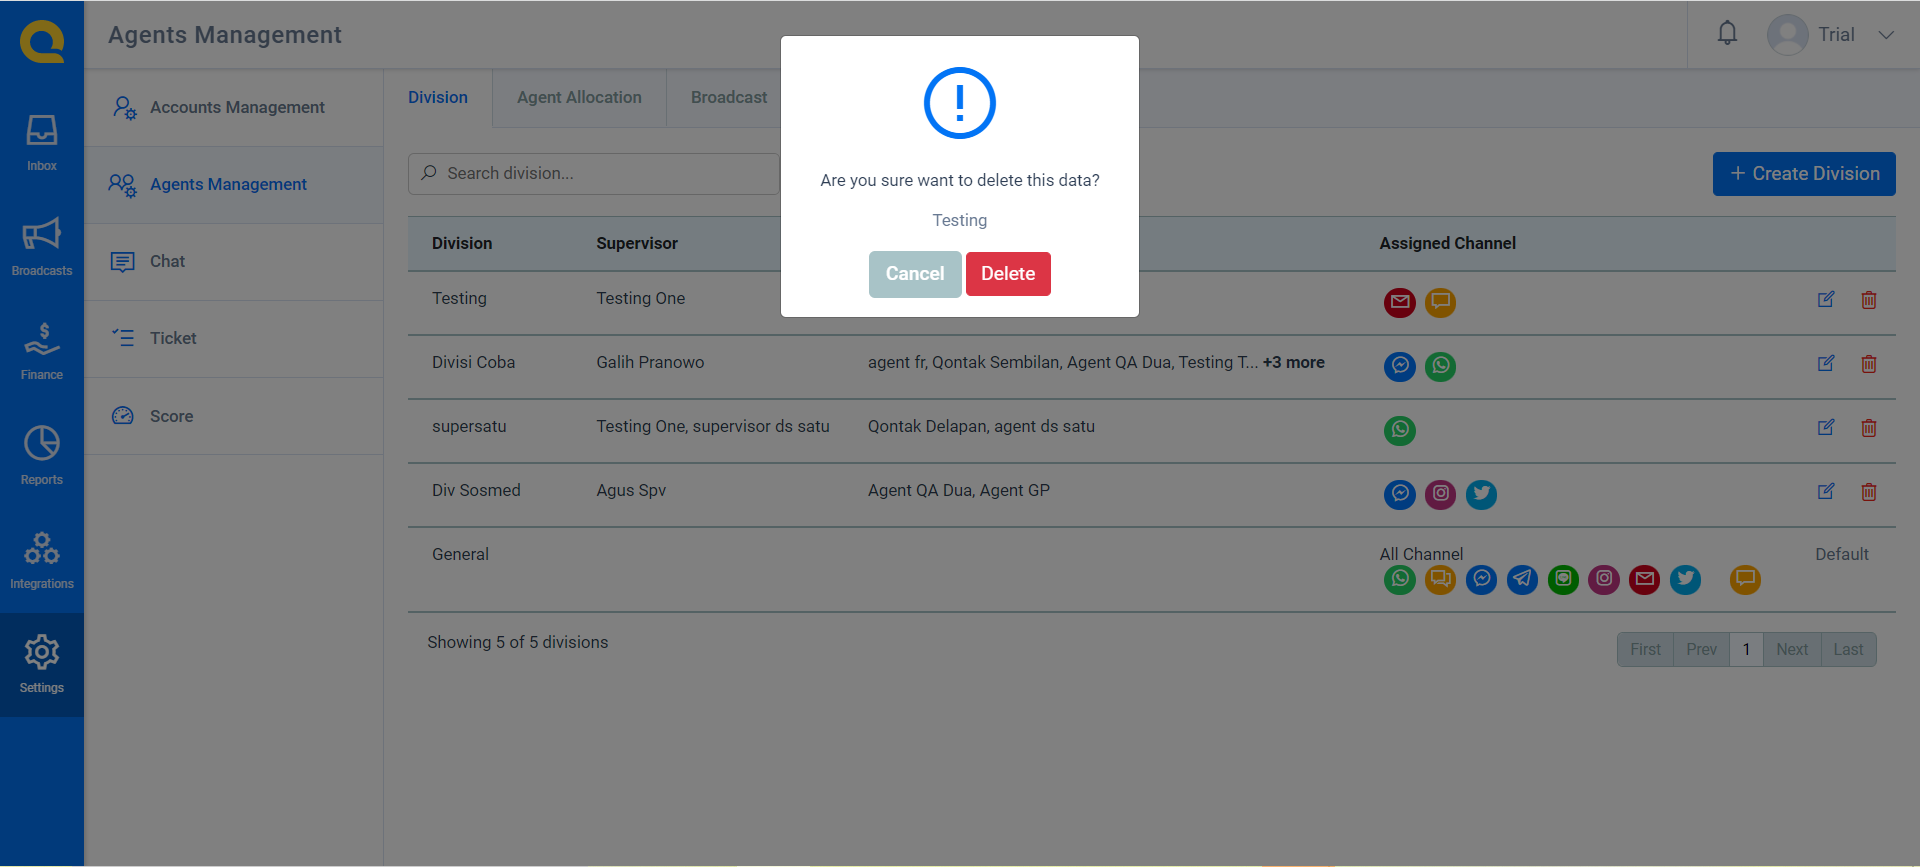 Agents Management
Trial
Inbox
Broadcasts
Finance
Reports
Integrations
Settings
Accounts Management
Agents Management
Chat
Ticket
Score
Division Agent Allocation Broadcast
Search division...
+ Create Division
Are you sure want to delete this data?
Testing
Cancel Delete
Division Supervisor Assigned Channel
Testing Testing One
Divisi Coba Galih Pranowo agent fr, Qontak Sembilan, Agent QA Dua, Testing T... +3 more
supersatu Testing One, supervisor ds satu Qontak Delapan, agent ds satu
Div Sosmed Agus Spv Agent QA Dua, Agent GP
General All Channel Default
Showing 5 of 5 divisions
First Prev 1 Next Last